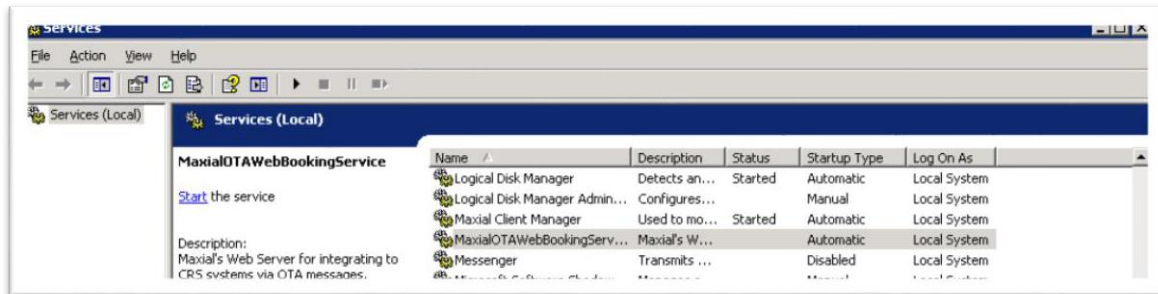 Services
File Action View Help
Services (Local)
Services (Local)
MaxialOTAWebBookingService
Start the service
Description:
Maxial's Web Server for integrating to
CRS systems via OTA messages.
Name Description Status Startup Type Log On As
Logical Disk Manager Detects an... Started Automatic Local System
Logical Disk Manager Admin... Configures... Manual Local System
Maxial Client Manager Used to mo... Started Automatic Local System
MaxialOTAWebBookingServ... Maxial's W... Automatic Local System
Messenger Transmits ... Disabled Local System